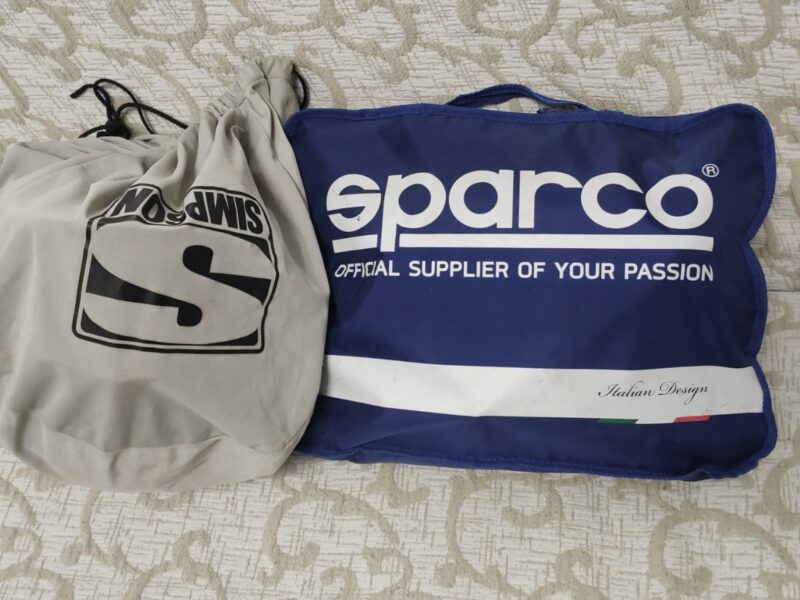 SIMPSON
S
sparco®
OFFICIAL SUPPLIER OF YOUR PASSION
Italian Design